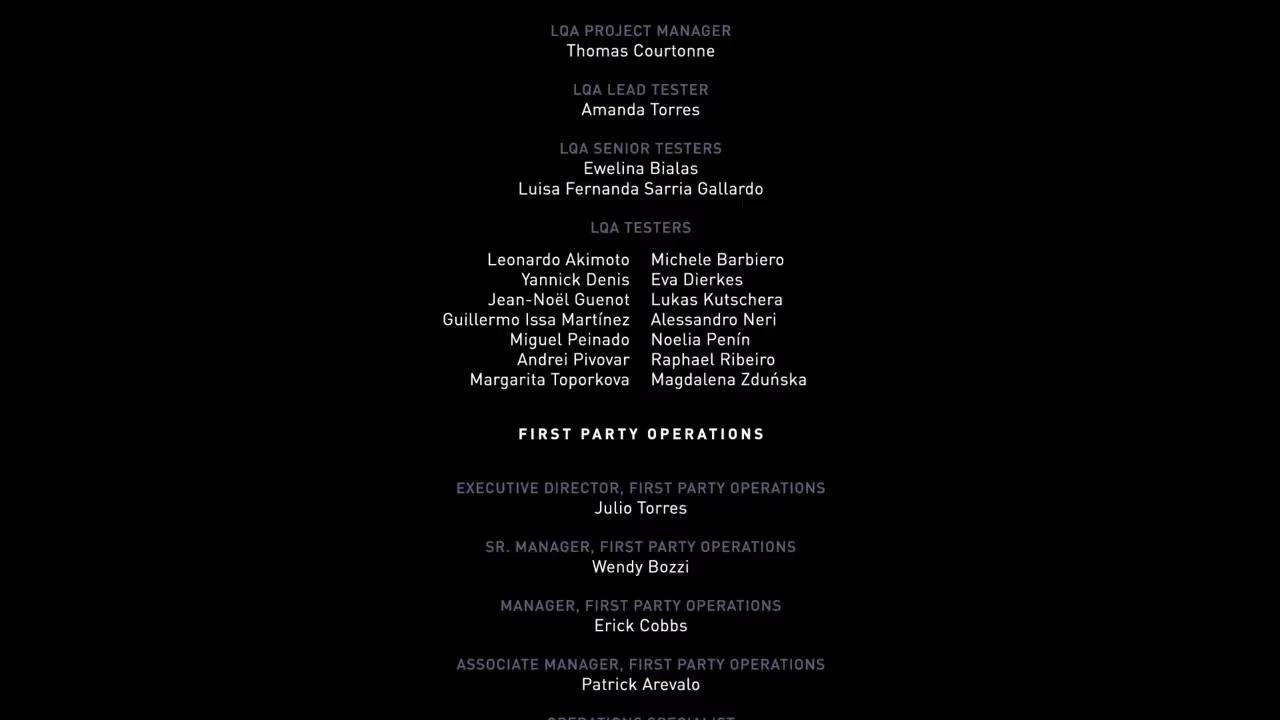 LQA PROJECT MANAGER
Thomas Courtonne
LQA LEAD TESTER
Amanda Torres
LQA SENIOR TESTERS
Ewelina Bialas
Luisa Fernanda Sarria Gallardo
LQA TESTERS
Leonardo Akimoto Michele Barbiero
Yannick Denis Eva Dierkes
Jean-Noël Guenot Lukas Kutschera
Guillermo Issa Martínez Alessandro Neri
Miguel Peinado Noelia Penín
Andrei Pivovar Raphael Ribeiro
Margarita Toporkova Magdalena Zduńska
FIRST PARTY OPERATIONS
EXECUTIVE DIRECTOR, FIRST PARTY OPERATIONS
Julio Torres
SR. MANAGER, FIRST PARTY OPERATIONS
Wendy Bozzi
MANAGER, FIRST PARTY OPERATIONS
Erick Cobbs
ASSOCIATE MANAGER, FIRST PARTY OPERATIONS
Patrick Arevalo
OPERATIONS SPECIALIST